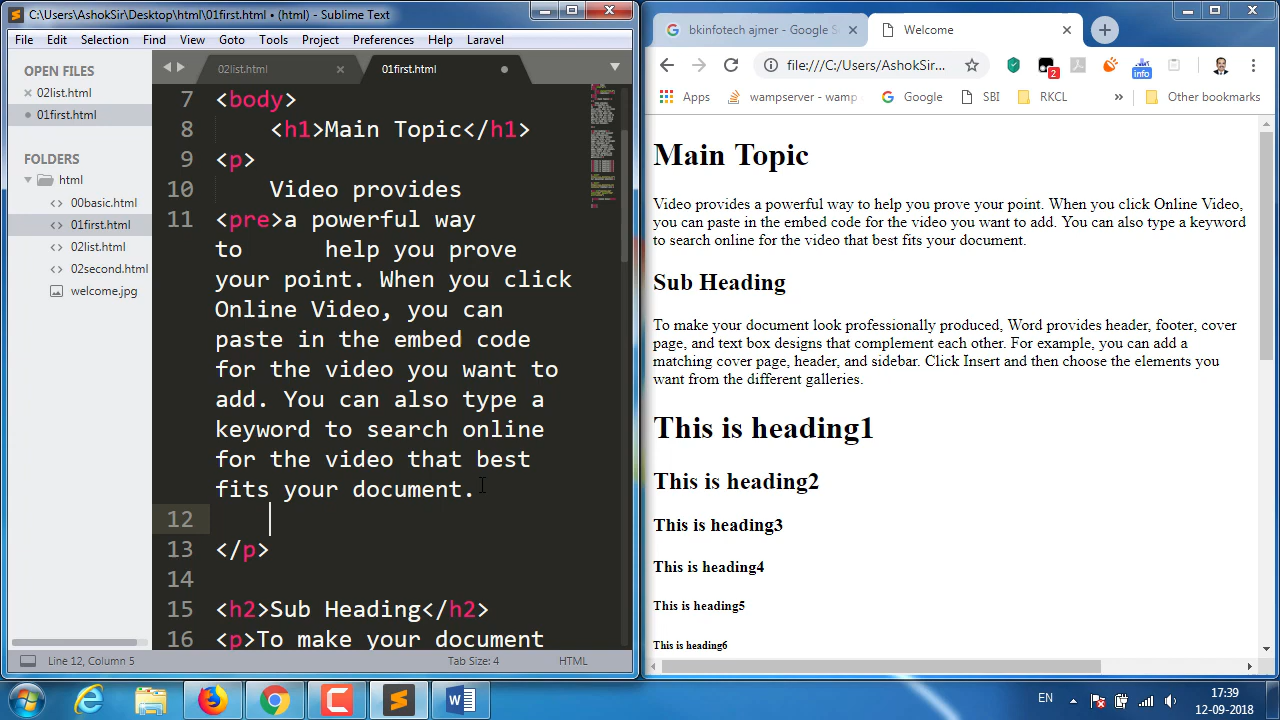 C:\Users\AshokSir\Desktop\html\01first.html • (html) - Sublime Text
File Edit Selection Find View Goto Tools Project Preferences Help Laravel
OPEN FILES
02list.html
01first.html
FOLDERS
html
00basic.html
01first.html
02list.html
02second.html
welcome.jpg
02list.html
01first.html
7 <body>
8 <h1>Main Topic</h1>
9 <p>
10 Video provides
11 <pre>a powerful way
to help you prove
your point. When you click
Online Video, you can
paste in the embed code
for the video you want to
add. You can also type a
keyword to search online
for the video that best
fits your document.
12
13 </p>
14
15 <h2>Sub Heading</h2>
16 <p>To make your document
Line 12, Column 5
Tab Size: 4
HTML
bkinfotech ajmer - Google S
Welcome
file:///C:/Users/AshokSir...
2
info
Apps
wampserver - wamp
Google
SBI
RKCL
»
Other bookmarks
Main Topic
Video provides a powerful way to help you prove your point. When you click Online Video,
you can paste in the embed code for the video you want to add. You can also type a keyword
to search online for the video that best fits your document.
Sub Heading
To make your document look professionally produced, Word provides header, footer, cover
page, and text box designs that complement each other. For example, you can add a
matching cover page, header, and sidebar. Click Insert and then choose the elements you
want from the different galleries.
This is heading1
This is heading2
This is heading3
This is heading4
This is heading5
This is heading6
EN
17:39
12-09-2018